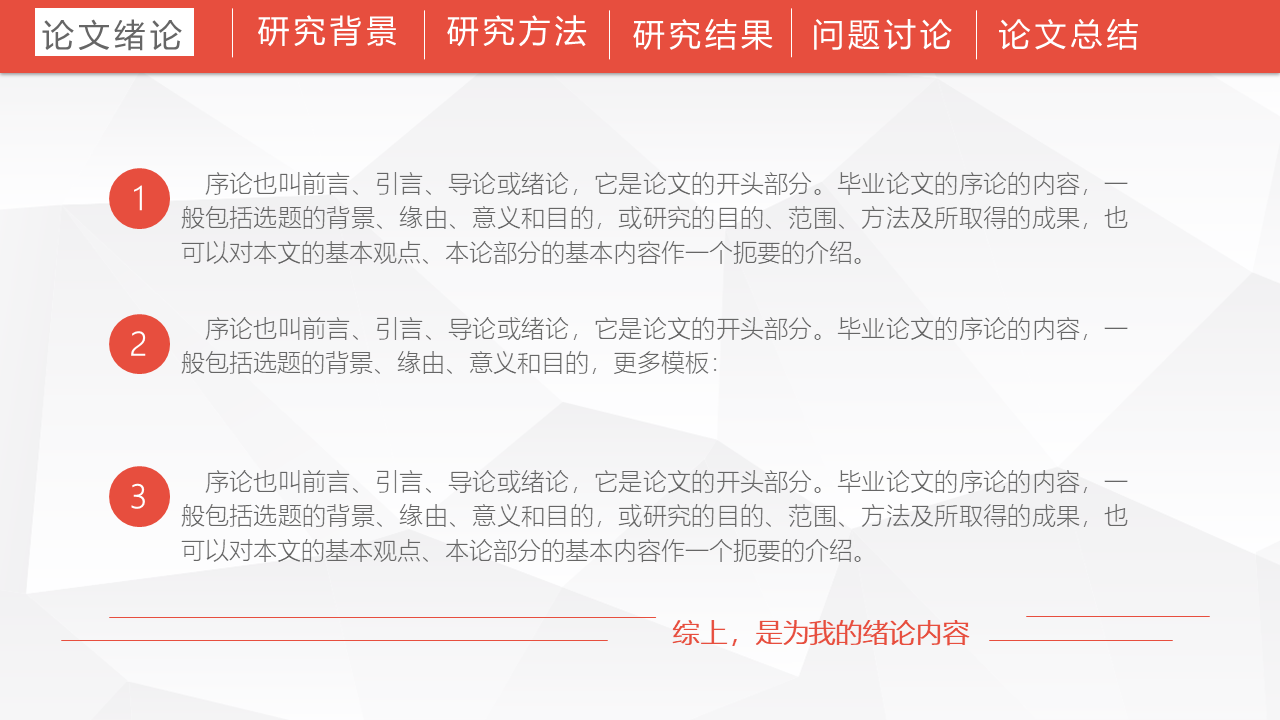 论文绪论 研究背景 研究方法 研究结果 问题讨论 论文总结
1
序论也叫前言、引言、导论或绪论，它是论文的开头部分。毕业论文的序论的内容，一
般包括选题的背景、缘由、意义和目的，或研究的目的、范围、方法及所取得的成果，也
可以对本文的基本观点、本论部分的基本内容作一个扼要的介绍。
2
序论也叫前言、引言、导论或绪论，它是论文的开头部分。毕业论文的序论的内容，一
般包括选题的背景、缘由、意义和目的，更多模板：
3
序论也叫前言、引言、导论或绪论，它是论文的开头部分。毕业论文的序论的内容，一
般包括选题的背景、缘由、意义和目的，或研究的目的、范围、方法及所取得的成果，也
可以对本文的基本观点、本论部分的基本内容作一个扼要的介绍。
综上，是为我的绪论内容